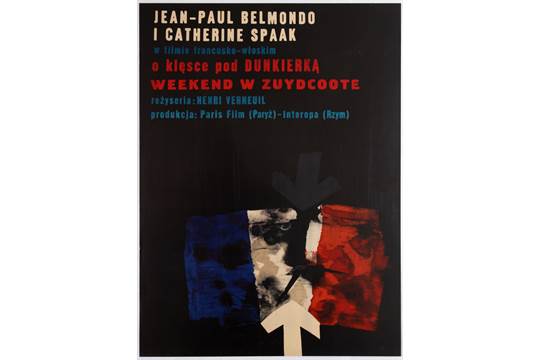 JEAN-PAUL BELMONDO
I CATHERINE SPAAK
w filmie francusko-włoskim
o klęsce pod DUNKIERKĄ
WEEKEND W ZUYDCOOTE
reżyseria: HENRI VERNEUIL
produkcja: Paris Film (Paryż)-Interopa (Rzym)